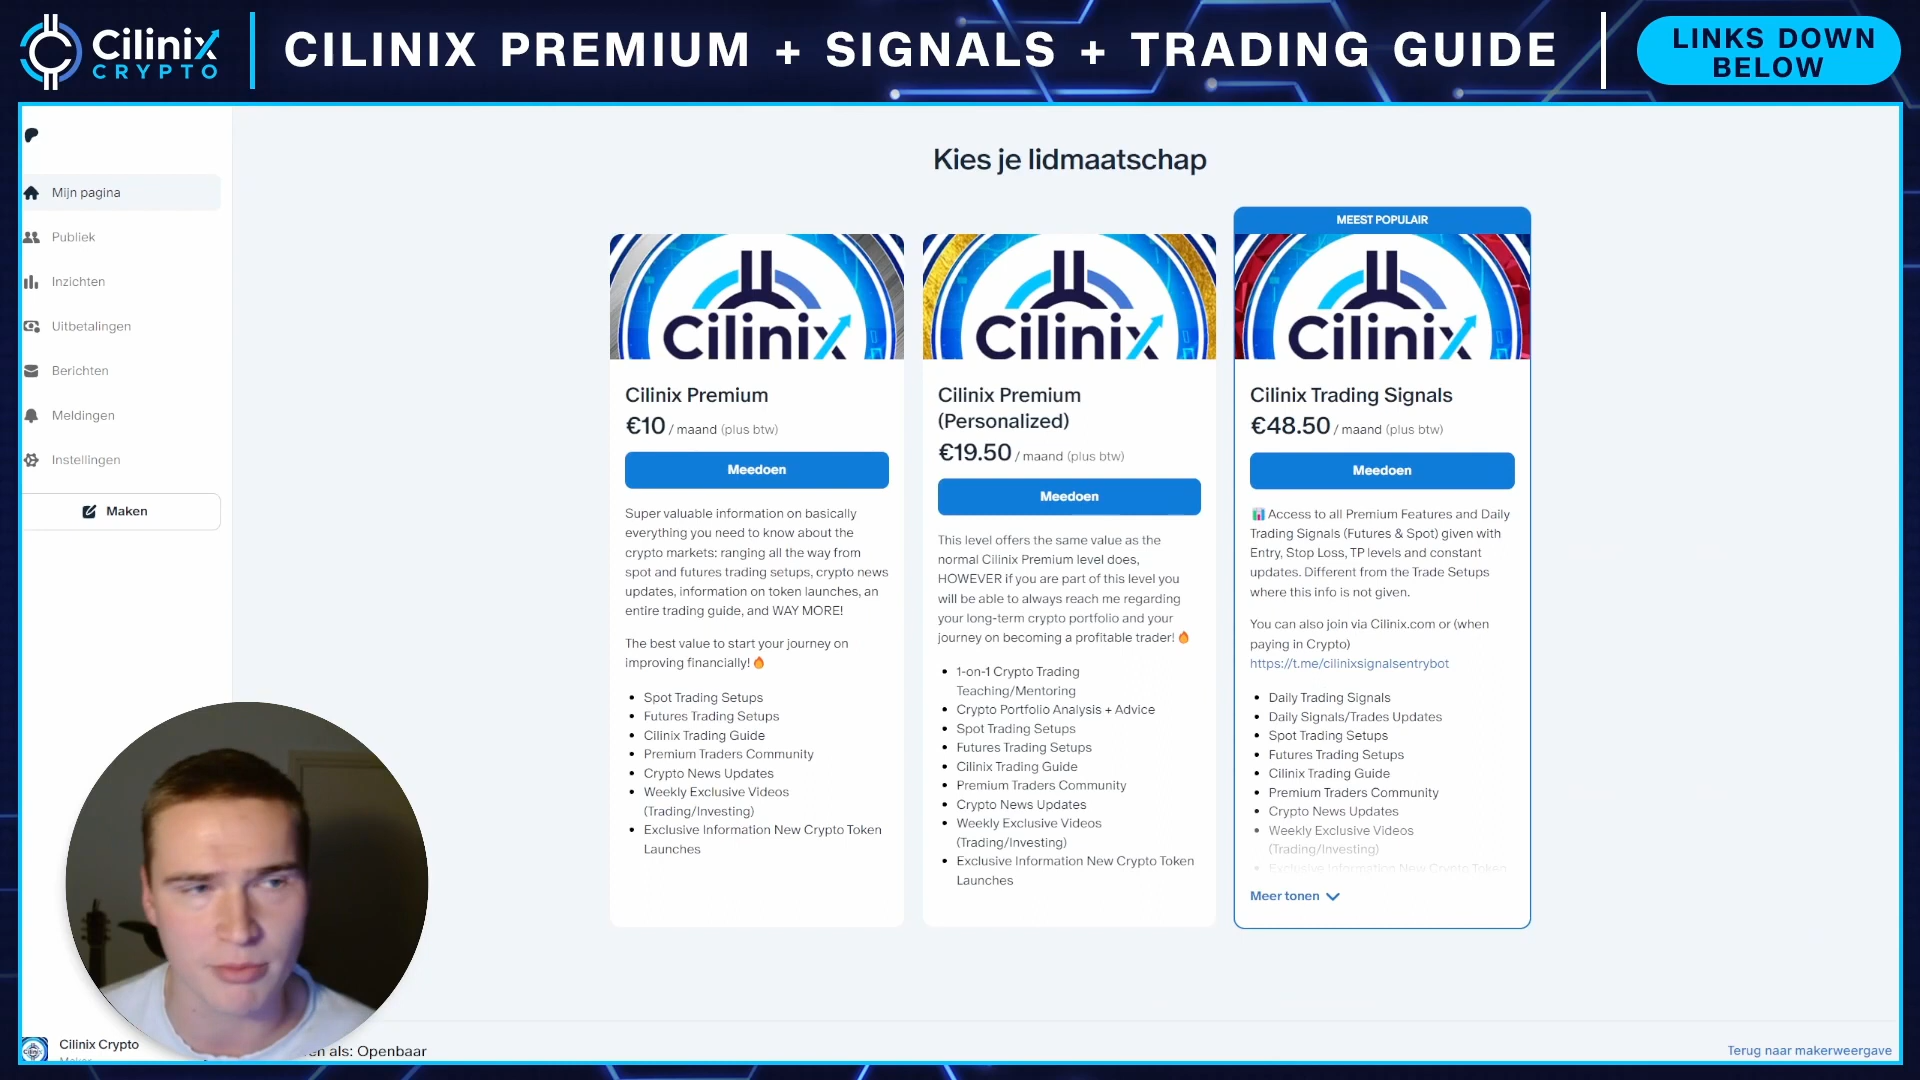 Cilinix
CRYPTO
CILINIX PREMIUM + SIGNALS + TRADING GUIDE
LINKS DOWN
BELOW
Mijn pagina
Publiek
Inzichten
Uitbetalingen
Berichten
Meldingen
Instellingen
Maken
Kies je lidmaatschap
Cilinix
Cilinix Premium
€10 / maand (plus btw)
Meedoen
Super valuable information on basically
everything you need to know about the
crypto markets: ranging all the way from
spot and futures trading setups, crypto news
updates, information on token launches, an
entire trading guide, and WAY MORE!
The best value to start your journey on
improving financially!🔥
• Spot Trading Setups
• Futures Trading Setups
• Cilinix Trading Guide
• Premium Traders Community
• Crypto News Updates
• Weekly Exclusive Videos
(Trading/Investing)
• Exclusive Information New Crypto Token
Launches
Cilinix
Cilinix Premium
(Personalized)
€19.50 / maand (plus btw)
Meedoen
This level offers the same value as the
normal Cilinix Premium level does,
HOWEVER if you are part of this level you
will be able to always reach me regarding
your long-term crypto portfolio and your
journey on becoming a profitable trader!🔥
• 1-on-1 Crypto Trading
Teaching/Mentoring
• Crypto Portfolio Analysis + Advice
• Spot Trading Setups
• Futures Trading Setups
• Cilinix Trading Guide
• Premium Traders Community
• Crypto News Updates
• Weekly Exclusive Videos
(Trading/Investing)
• Exclusive Information New Crypto Token
Launches
MEEST POPULAIR
Cilinix
Cilinix Trading Signals
€48.50 / maand (plus btw)
Meedoen
📊 Access to all Premium Features and Daily
Trading Signals (Futures & Spot) given with
Entry, Stop Loss, TP levels and constant
updates. Different from the Trade Setups
where this info is not given.
You can also join via Cilinix.com or (when
paying in Crypto)
https://t.me/cilinixsignalsentrybot
• Daily Trading Signals
• Daily Signals/Trades Updates
• Spot Trading Setups
• Futures Trading Setups
• Cilinix Trading Guide
• Premium Traders Community
• Crypto News Updates
• Weekly Exclusive Videos
(Trading/Investing)
• Exclusive Information New Crypto Token
Meer tonen
Cilinix Crypto
als: Openbaar
Terug naar makerweergave